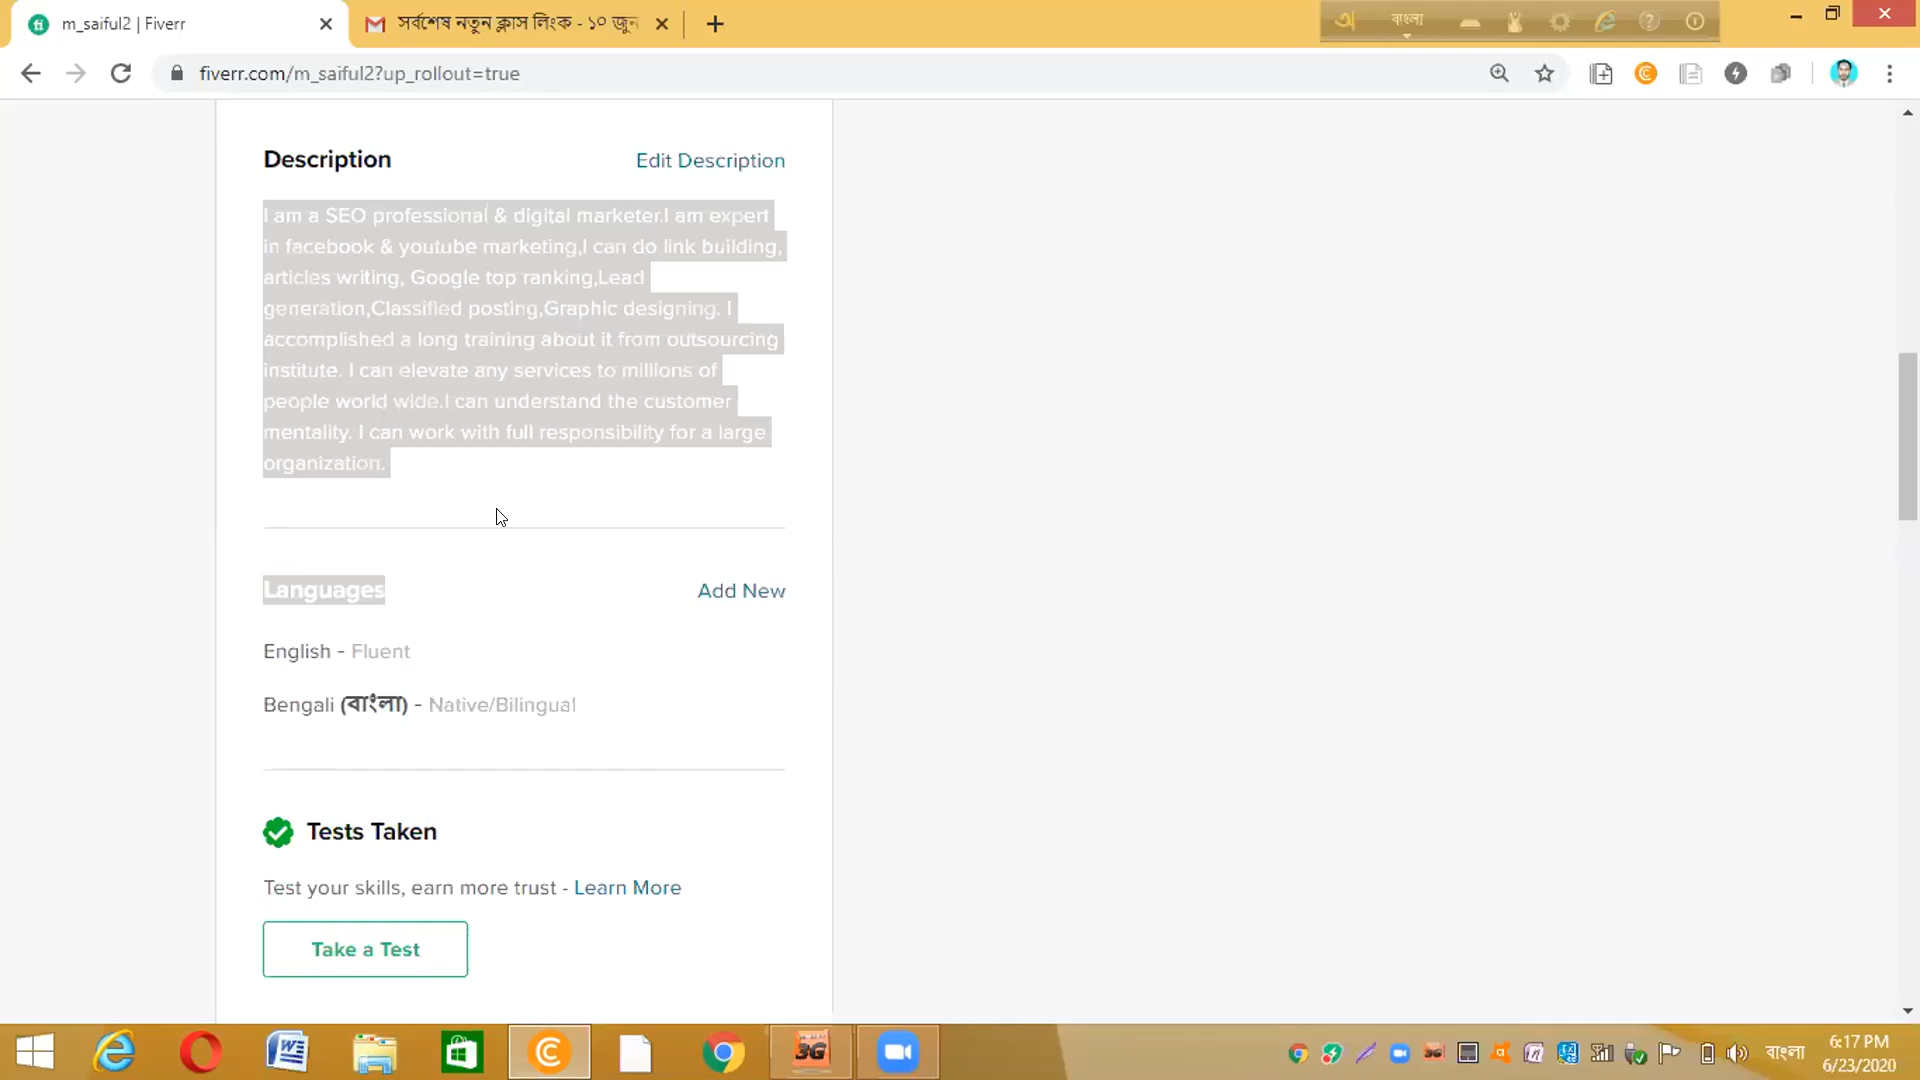 m_saiful2 | Fiverr
সর্বশেষ নতুন ক্লাস লিংক - ১০ জুন
বাংলা
fiverr.com/m_saiful2?up_rollout=true
Description
Edit Description
I am a SEO professional & digital marketer.I am expert
in facebook & youtube marketing,I can do link building,
articles writing, Google top ranking,Lead
generation,Classified posting,Graphic designing. I
accomplished a long training about it from outsourcing
institute. I can elevate any services to millions of
people world wide.I can understand the customer
mentality. I can work with full responsibility for a large
organization.
Languages
Add New
English - Fluent
Bengali (বাংলা) - Native/Bilingual
Tests Taken
Test your skills, earn more trust - Learn More
Take a Test
3G
বাংলা
6:17 PM
6/23/2020